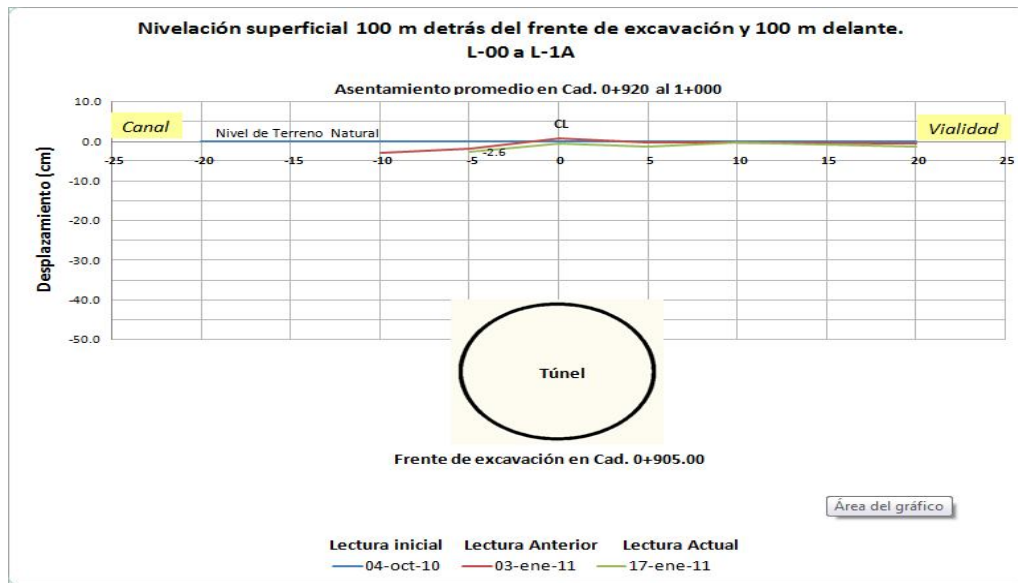 Nivelación superficial 100 m detrás del frente de excavación y 100 m delante.
L-00 a L-1A
Asentamiento promedio en Cad. 0+920 al 1+000
Desplazamiento (cm)
10.0
0.0
-10.0
-20.0
-30.0
-40.0
-50.0
Canal
Nivel de Terreno Natural
CL
Vialidad
-2.6
-25 -20 -15 -10 -5 0 5 10 15 20 25
Túnel
Frente de excavación en Cad. 0+905.00
Área del gráfico
Lectura inicial Lectura Anterior Lectura Actual
04-oct-10 03-ene-11 17-ene-11